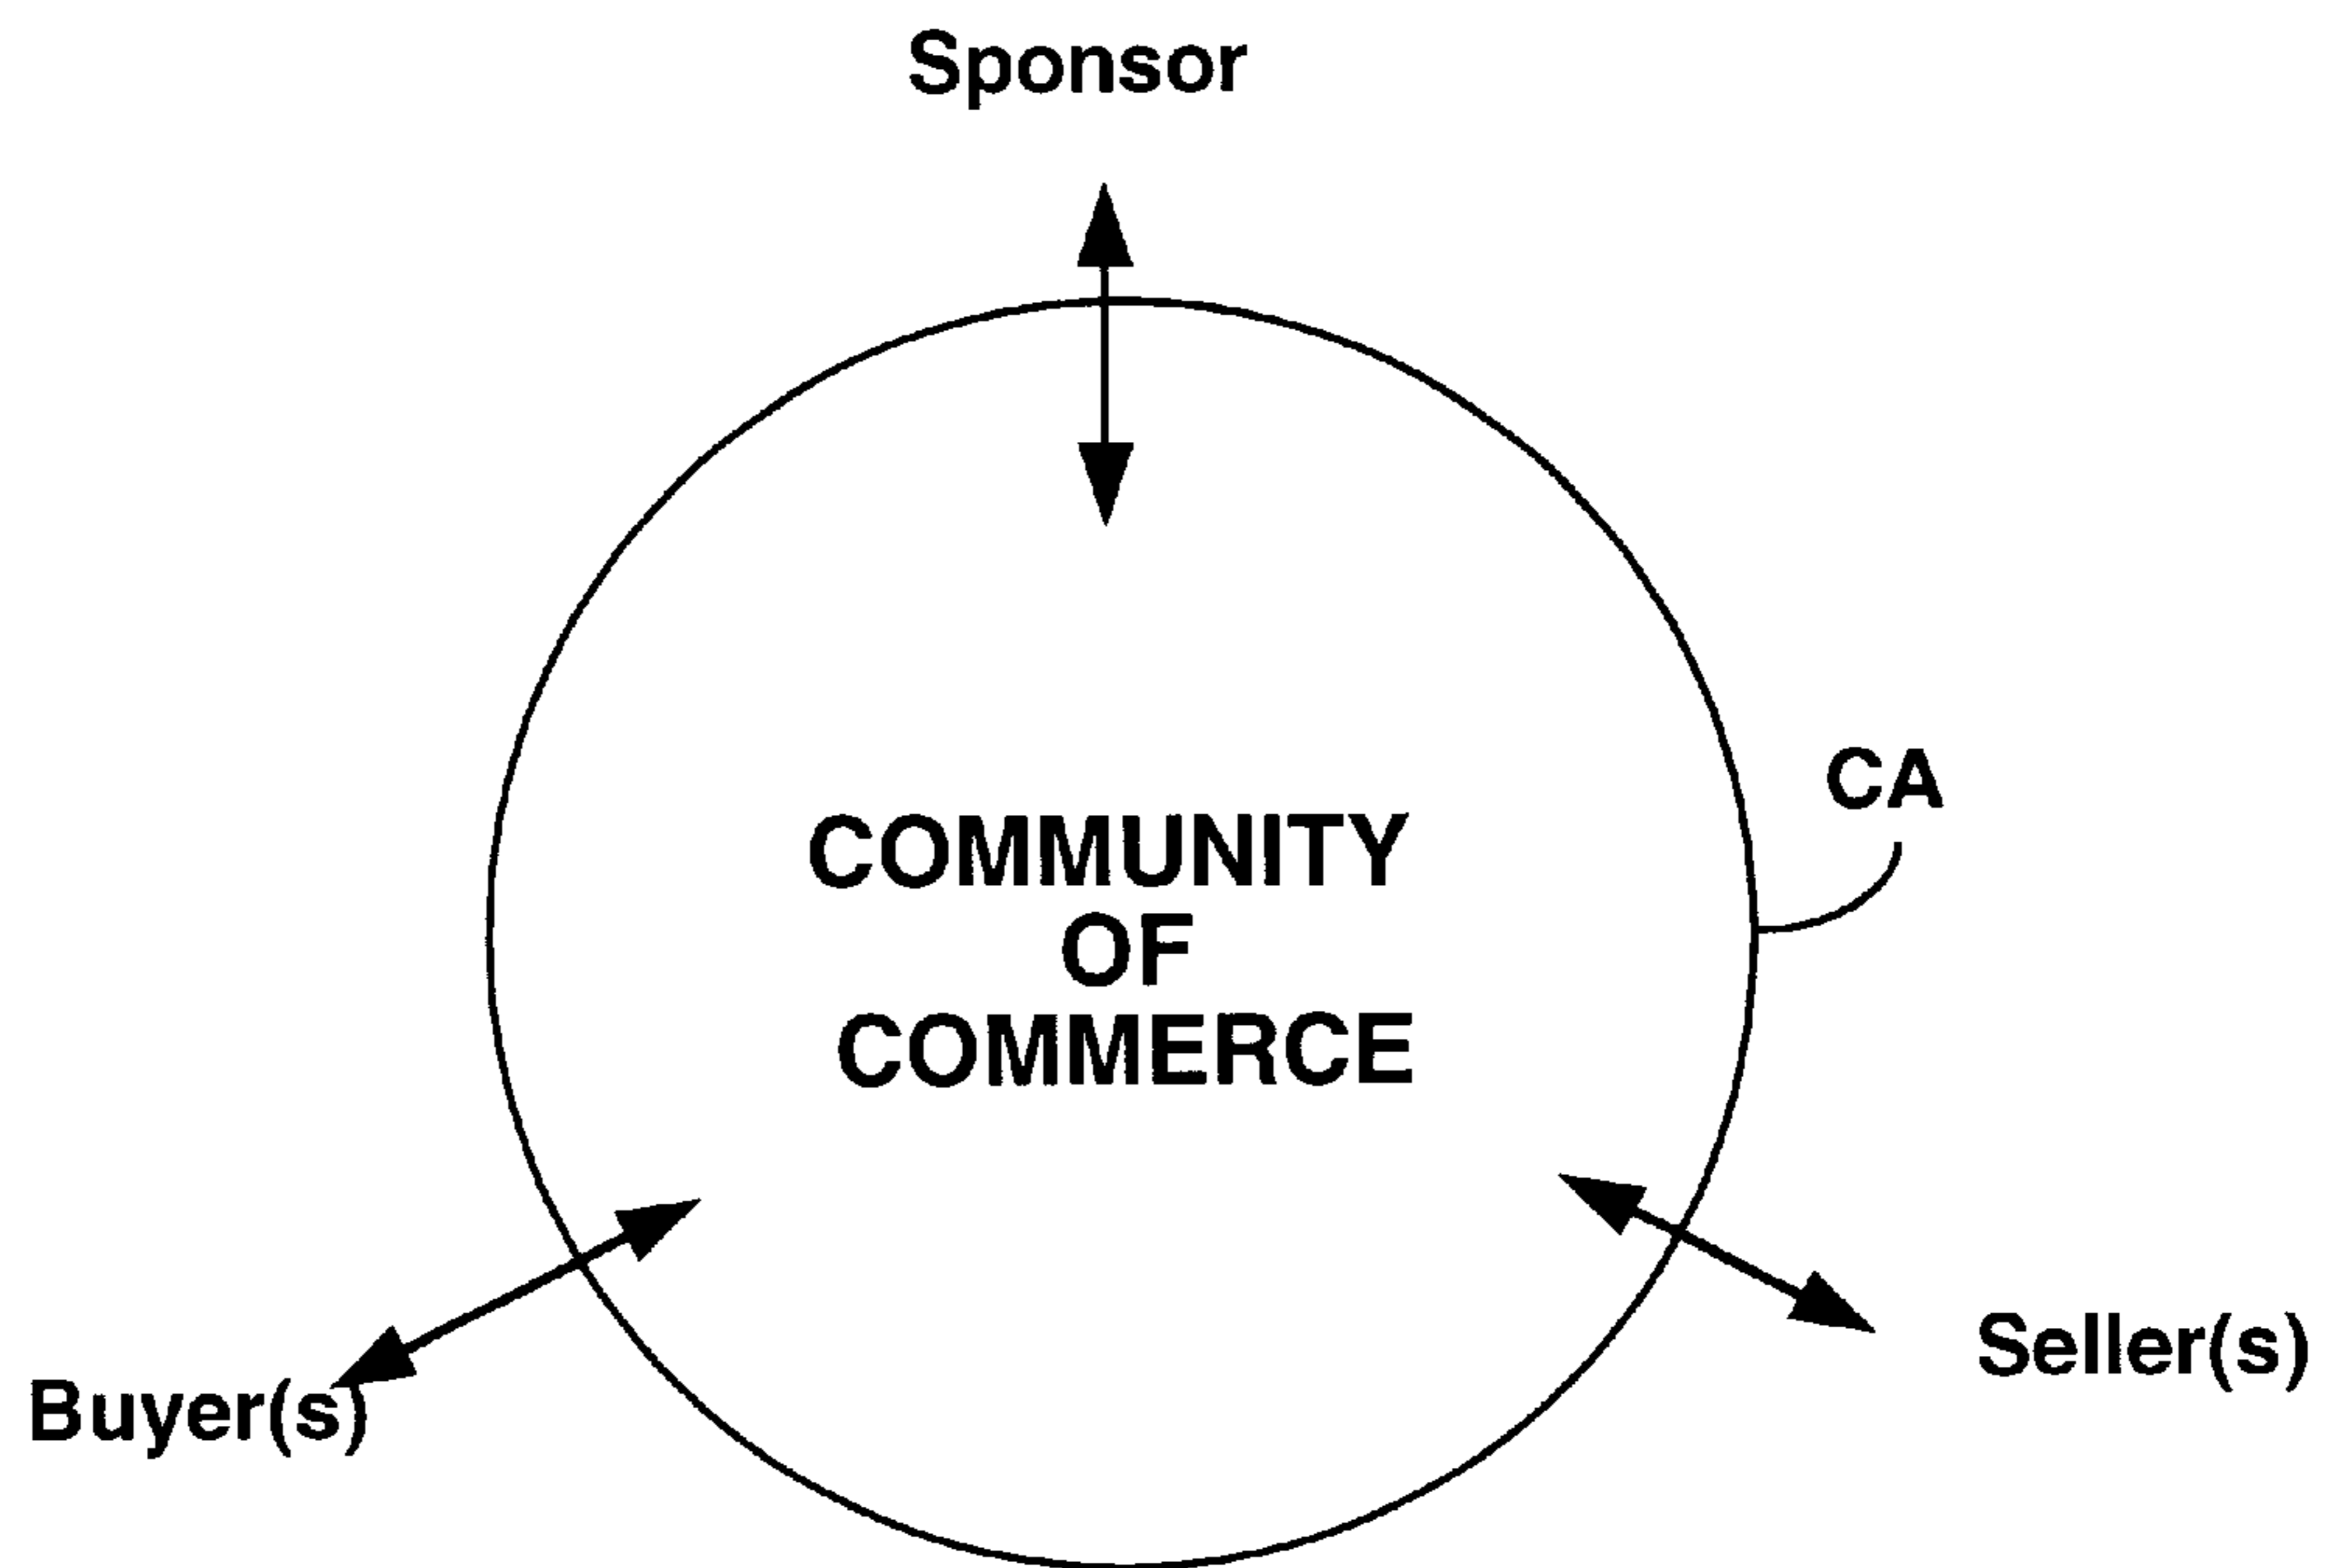 Sponsor
CA
COMMUNITY
OF
COMMERCE
Seller(s)
Buyer(s)